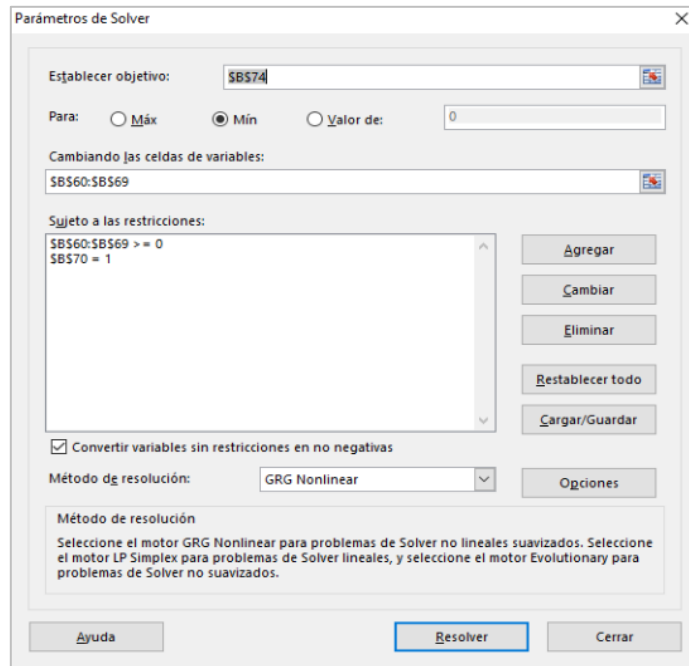 Parámetros de Solver
Establecer objetivo: $B$74
Para: Máx Mín Valor de: 0
Cambiando las celdas de variables:
$B$60:$B$69
Sujeto a las restricciones:
$B$60:$B$69 >= 0
$B$70 = 1
Agregar
Cambiar
Eliminar
Restablecer todo
Cargar/Guardar
Convertir variables sin restricciones en no negativas
Método de resolución: GRG Nonlinear Opciones
Método de resolución
Seleccione el motor GRG Nonlinear para problemas de Solver no lineales suavizados. Seleccione
el motor LP Simplex para problemas de Solver lineales, y seleccione el motor Evolutionary para
problemas de Solver no suavizados.
Ayuda Resolver Cerrar